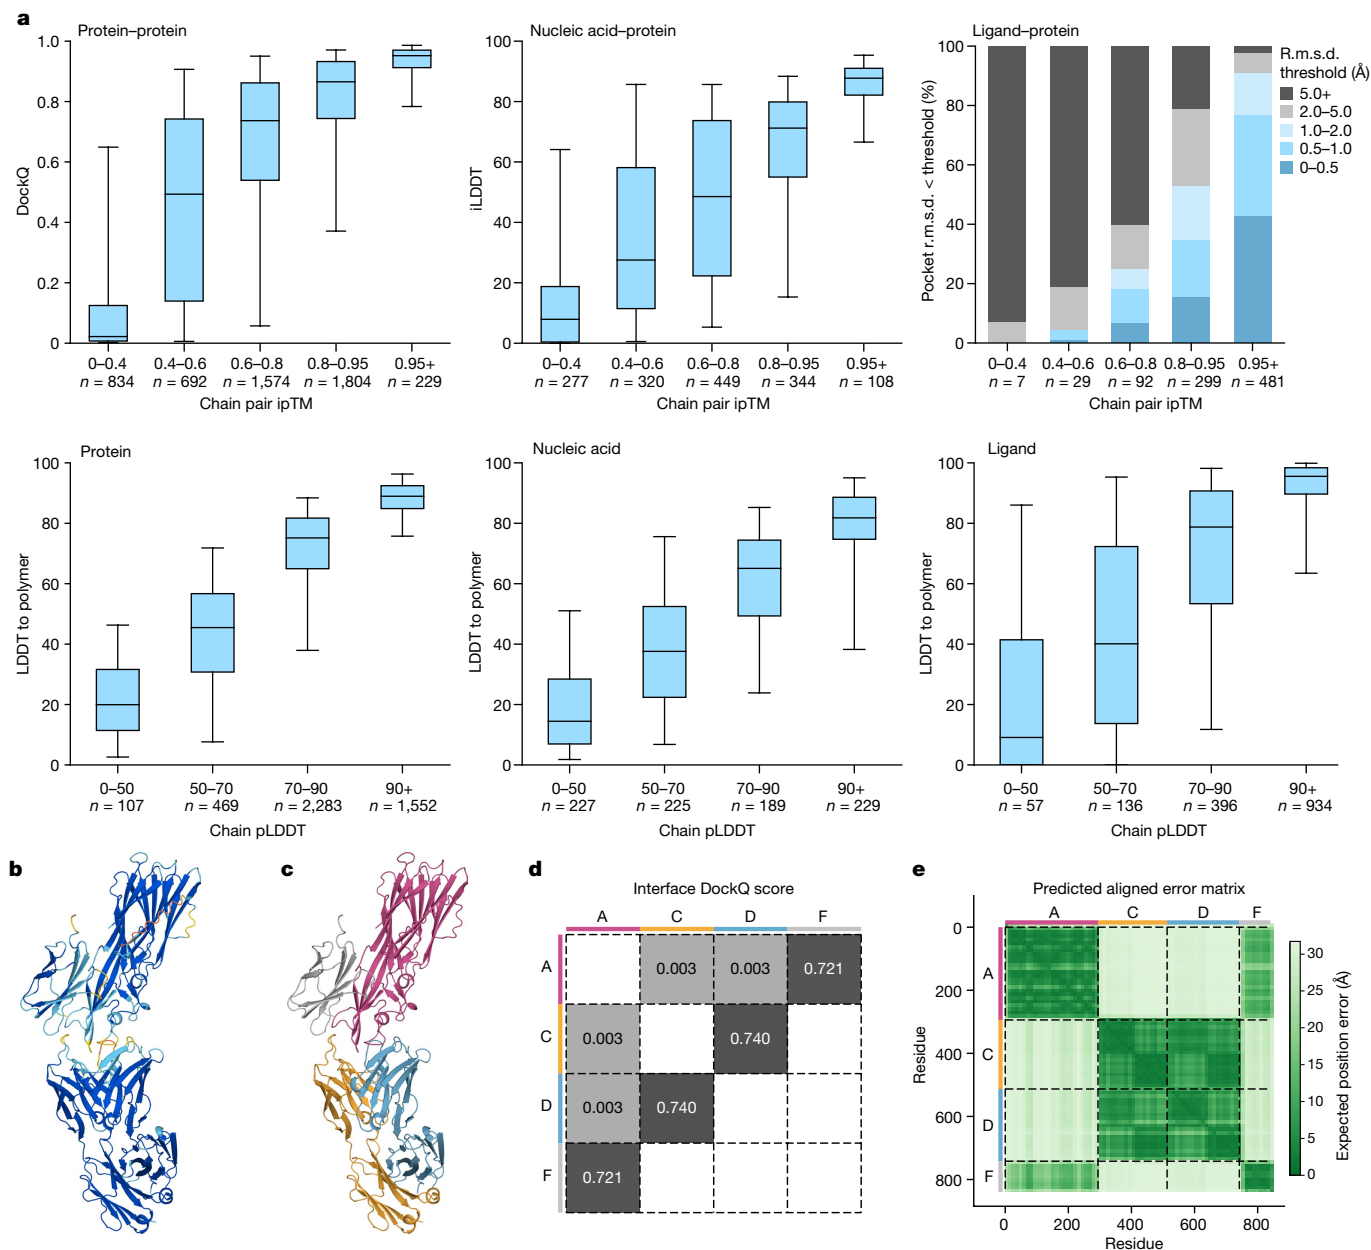 a
Protein–protein
DockQ
1.0
0.8
0.6
0.4
0.2
0
0–0.4
0.4–0.6
0.6–0.8
0.8–0.95
0.95+
n = 834
n = 692
n = 1,574
n = 1,804
n = 229
Chain pair ipTM
Nucleic acid–protein
iLDDT
100
80
60
40
20
0
0–0.4
0.4–0.6
0.6–0.8
0.8–0.95
0.95+
n = 277
n = 320
n = 449
n = 344
n = 108
Chain pair ipTM
Ligand–protein
Pocket r.m.s.d. < threshold (%)
100
80
60
40
20
0
0–0.4
0.4–0.6
0.6–0.8
0.8–0.95
0.95+
n = 7
n = 29
n = 92
n = 299
n = 481
Chain pair ipTM
R.m.s.d.
threshold (Å)
5.0+
2.0–5.0
1.0–2.0
0.5–1.0
0–0.5
Protein
LDDT to polymer
100
80
60
40
20
0
0–50
50–70
70–90
90+
n = 107
n = 469
n = 2,283
n = 1,552
Chain pLDDT
Nucleic acid
LDDT to polymer
100
80
60
40
20
0
0–50
50–70
70–90
90+
n = 227
n = 225
n = 189
n = 229
Chain pLDDT
Ligand
LDDT to polymer
100
80
60
40
20
0
0–50
50–70
70–90
90+
n = 57
n = 136
n = 396
n = 934
Chain pLDDT
b
c
d
Interface DockQ score
A
C
D
F
A
0.003
0.003
0.721
C
0.003
0.740
D
0.003
0.740
F
0.721
e
Predicted aligned error matrix
A
C
D
F
Residue
0
200
400
600
800
A
C
D
F
0
200
400
600
800
Residue
30
25
20
15
10
5
0
Expected position error (Å)